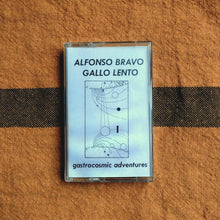 ALFONSO BRAVO
GALLO LENTO
gastrocosmic adventures